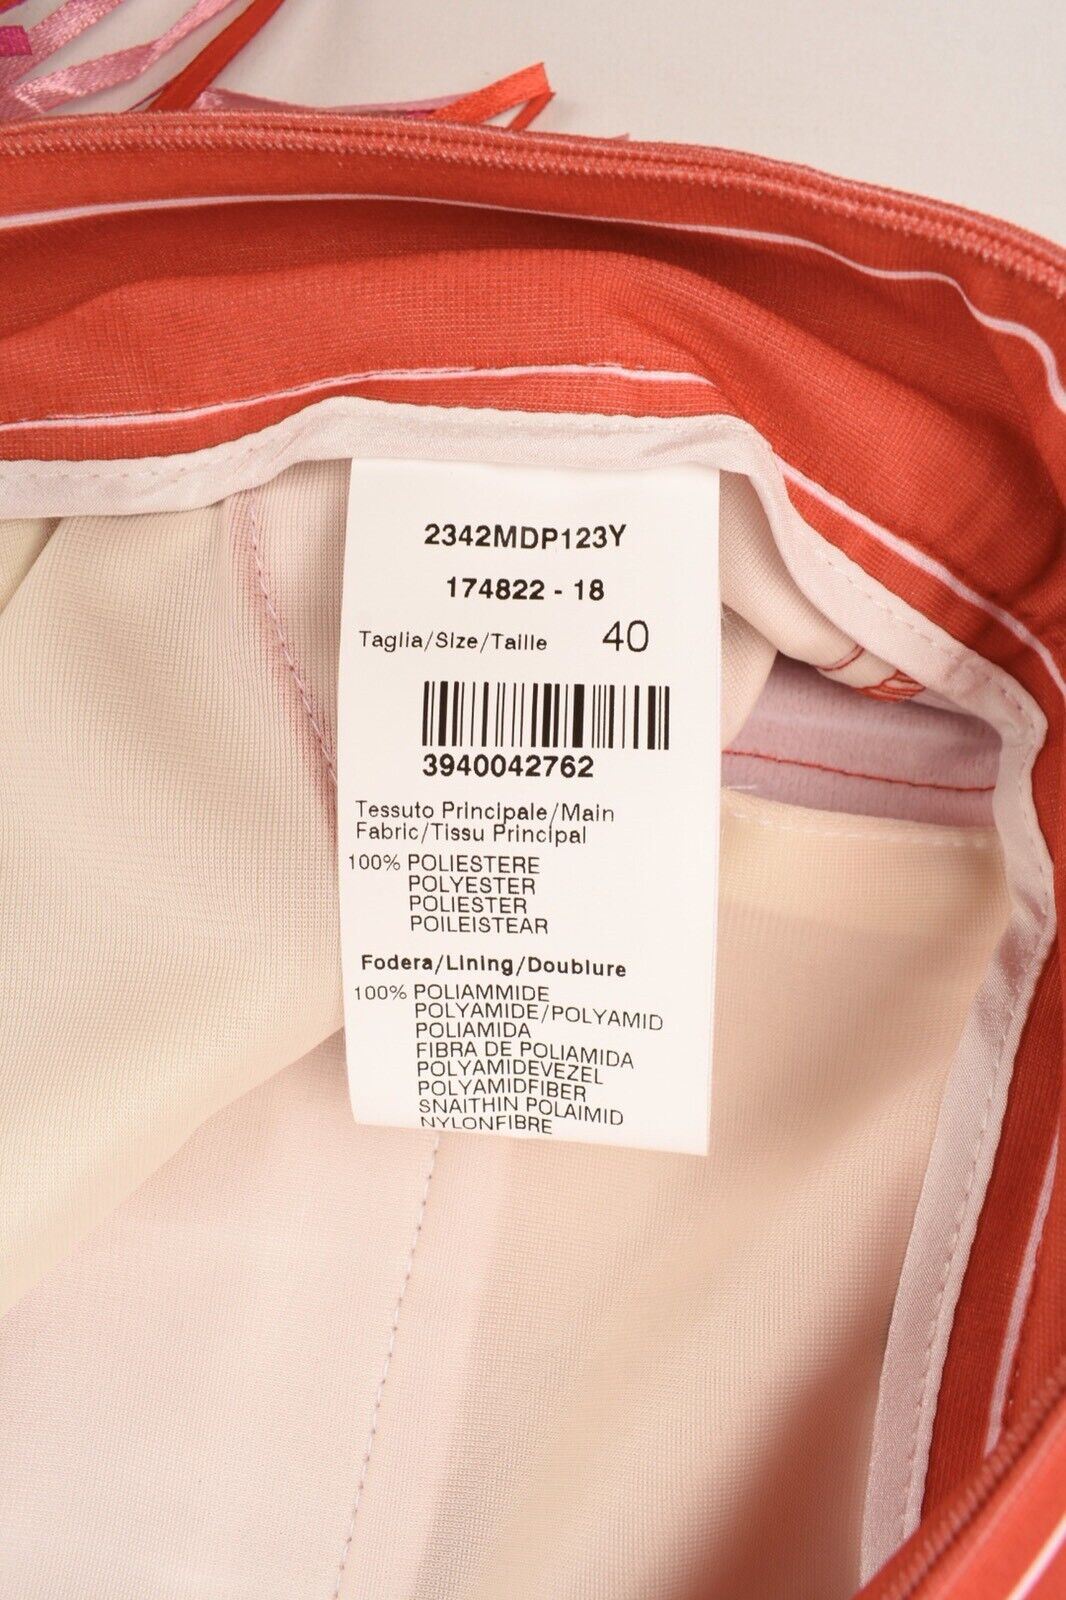 2342MDP123Y
174822 - 18
Taglia/Size/Taille 40
3940042762
Tessuto Principale/Main
Fabric/Tissu Principal
100% POLIESTERE
POLYESTER
POLIESTER
POILEISTEAR
Fodera/Lining/Doublure
100% POLIAMMIDE
POLYAMIDE/POLYAMID
POLIAMIDA
FIBRA DE POLIAMIDA
POLYAMIDEVEZEL
POLYAMIDFIBER
SNAITHIN POLAIMID
NYLONFIBRE